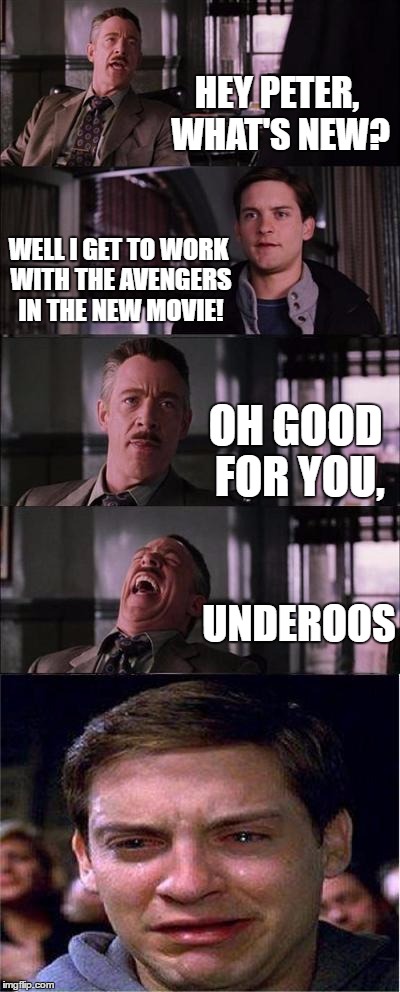 HEY PETER,
WHAT'S NEW?
WELL I GET TO WORK
WITH THE AVENGERS
IN THE NEW MOVIE!
OH GOOD
FOR YOU,
UNDEROOS
imgflip.com